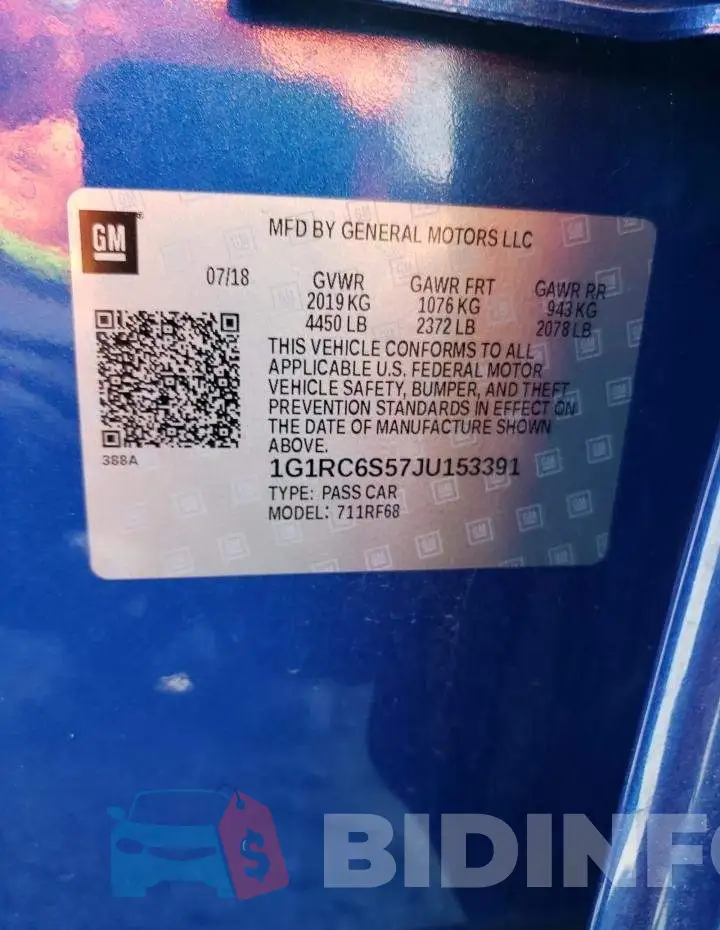 GM
MFD BY GENERAL MOTORS LLC
07/18
GVWR GAWR FRT GAWR RR
2019 KG 1076 KG 943 KG
4450 LB 2372 LB 2078 LB
THIS VEHICLE CONFORMS TO ALL
APPLICABLE U.S. FEDERAL MOTOR
VEHICLE SAFETY, BUMPER, AND THEFT
PREVENTION STANDARDS IN EFFECT ON
THE DATE OF MANUFACTURE SHOWN
ABOVE.
388A
1G1RC6S57JU153391
TYPE: PASS CAR
MODEL: 711RF68
$ BIDINFO